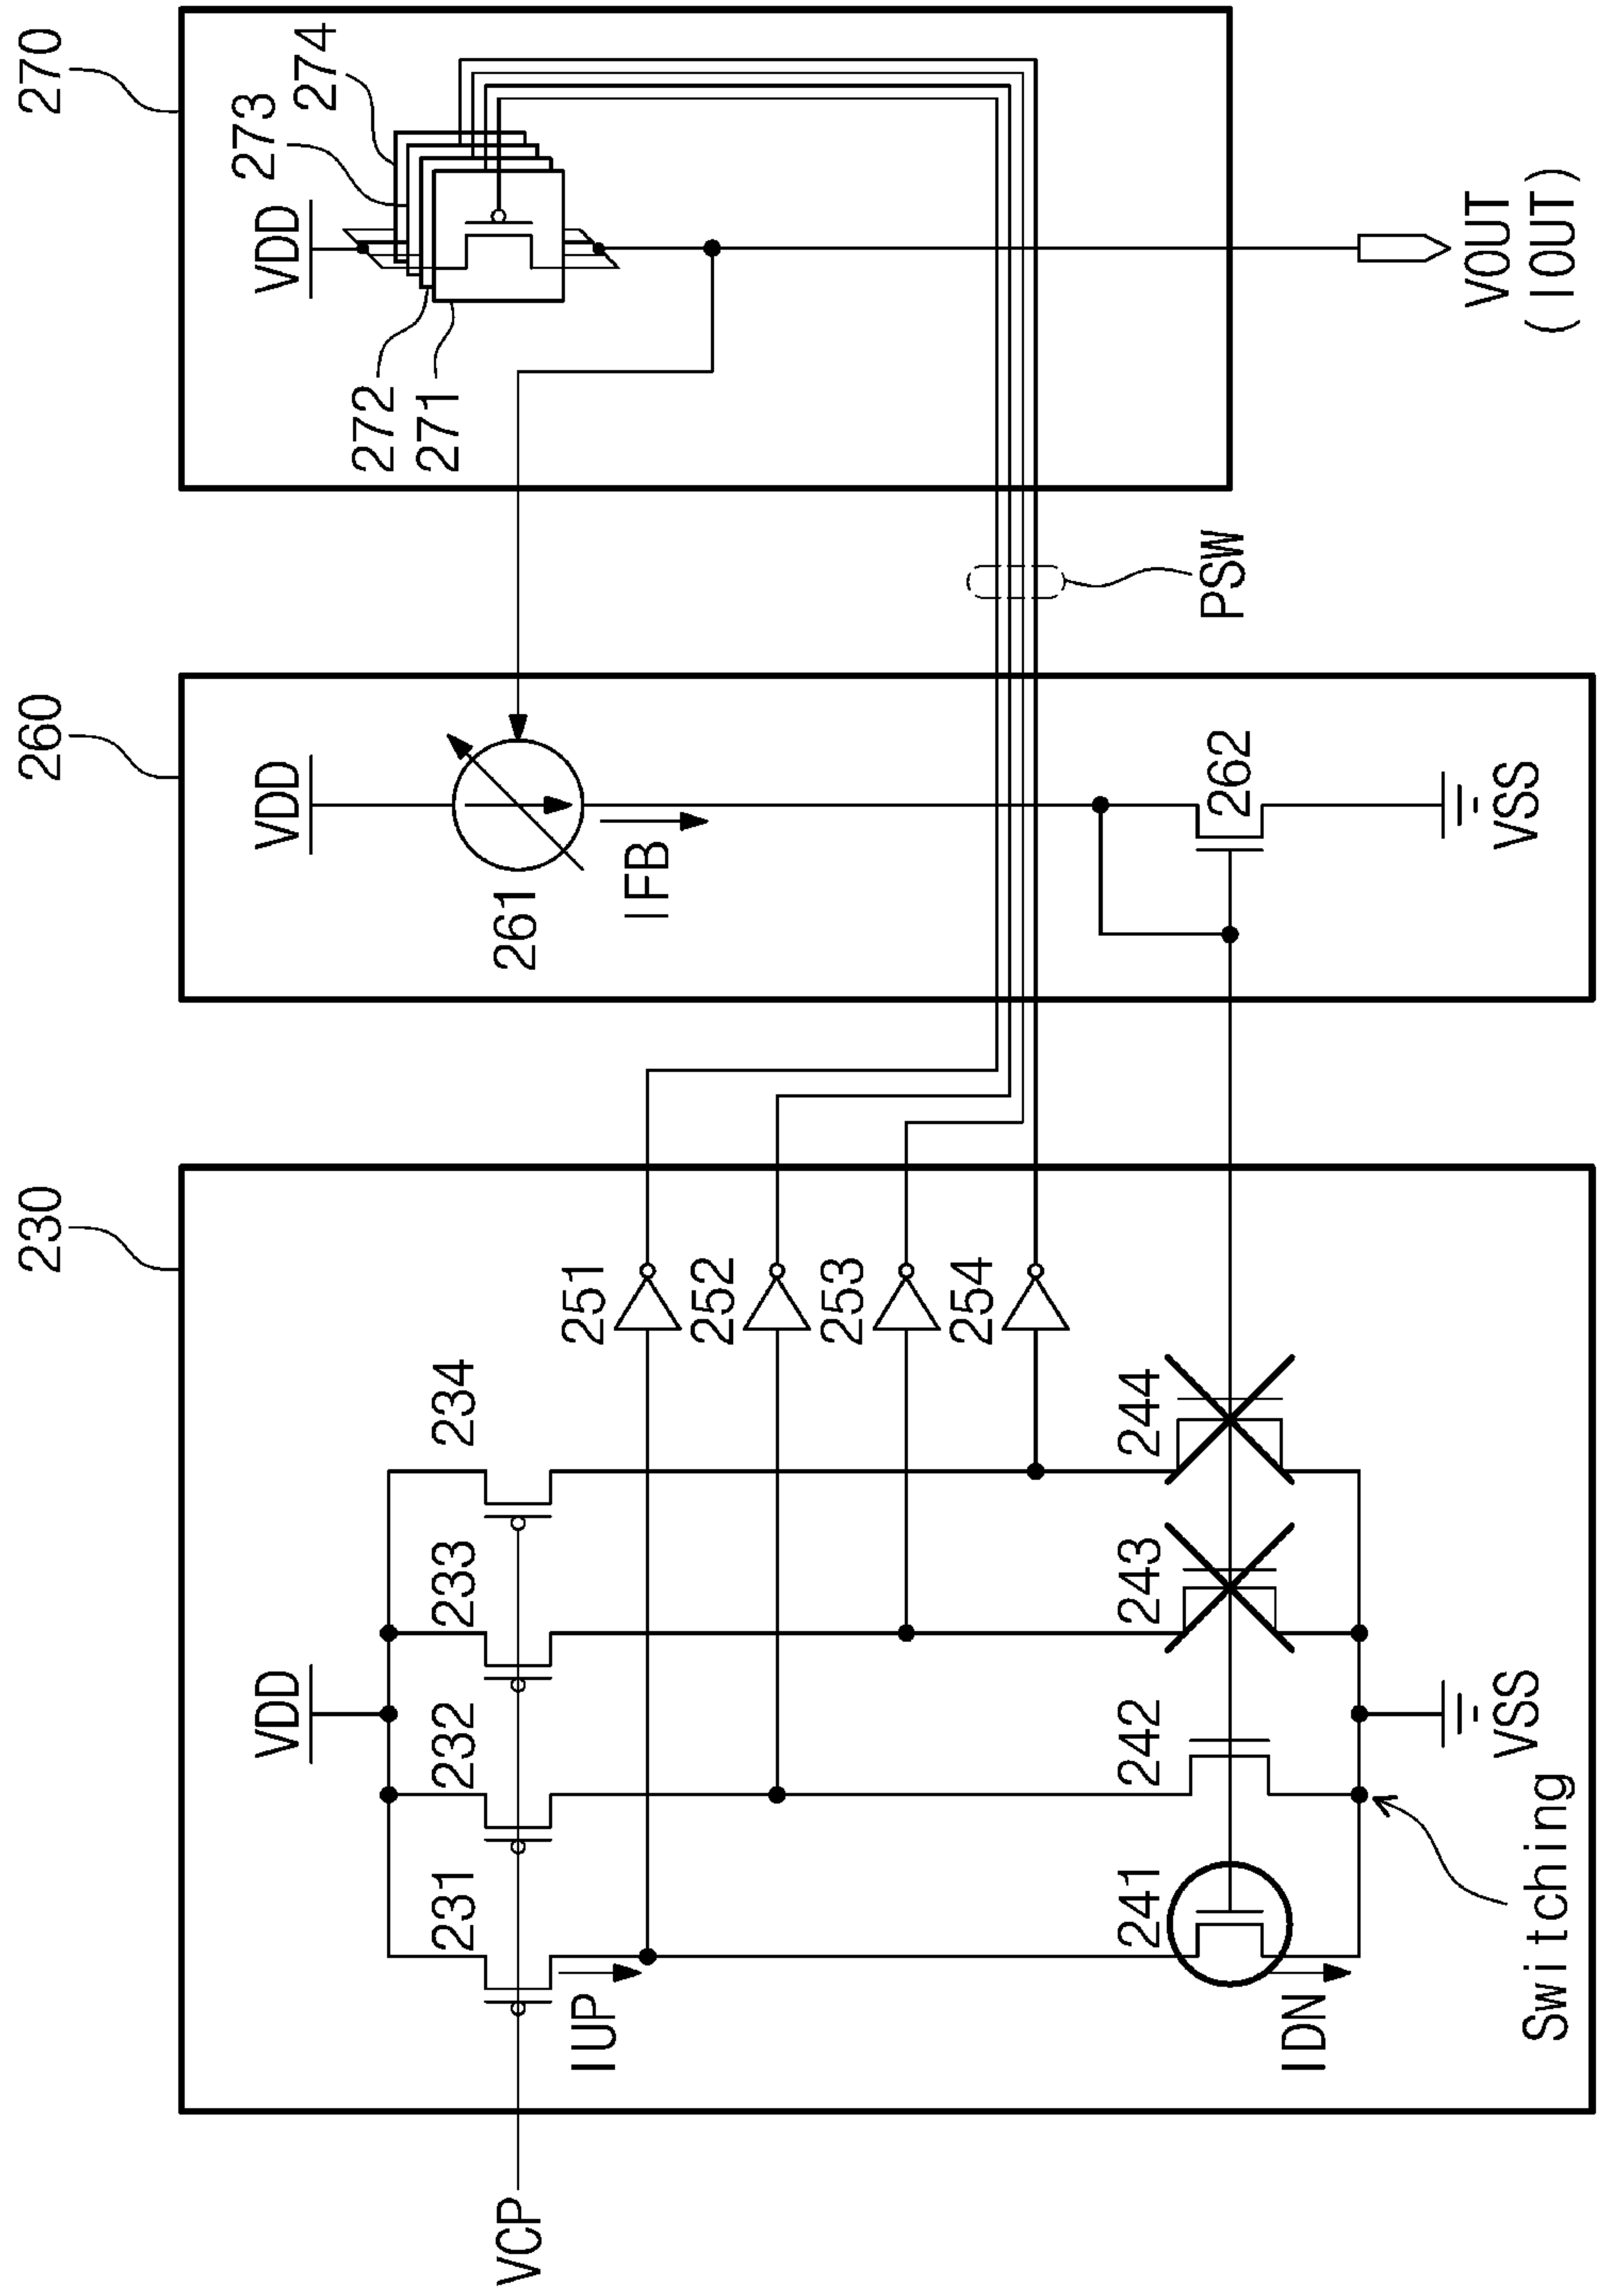 230
260
270
VDD
VDD
VDD
273
274
272
271
231
232
233
234
VCP
IUP
251
252
253
254
261
IFB
241
242
243
244
262
PSW
IDN
Switching
VSS
VSS
VOUT
(IOUT)